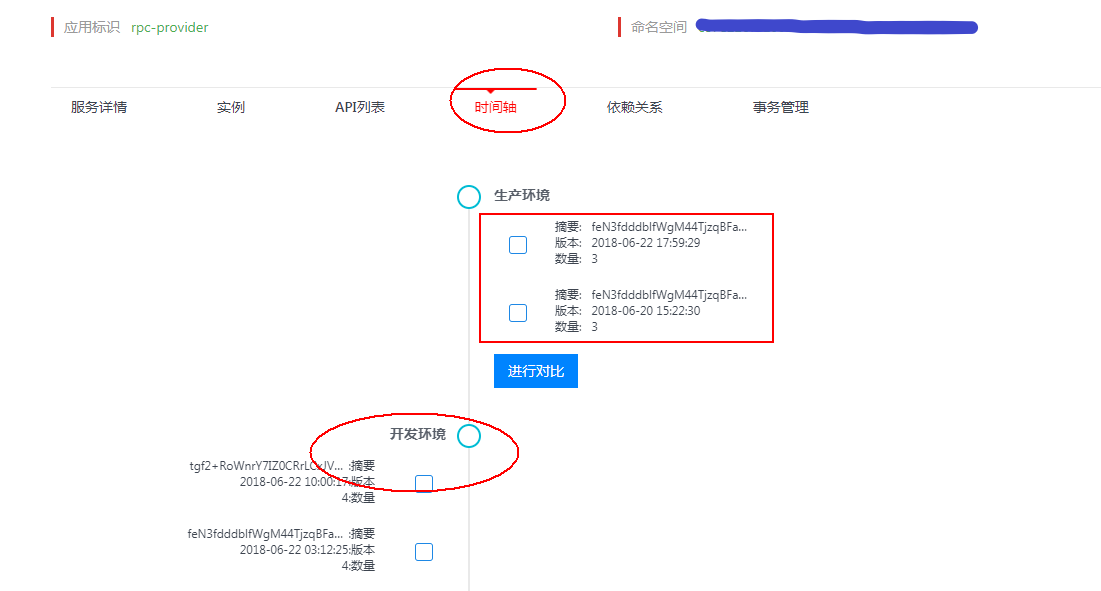 应用标识 rpc-provider
命名空间
服务详情 实例 API列表 时间轴 依赖关系 事务管理
生产环境
摘要: feN3fdddblfWgM44TjzqBFa...
版本: 2018-06-22 17:59:29
数量: 3
摘要: feN3fdddblfWgM44TjzqBFa...
版本: 2018-06-20 15:22:30
数量: 3
进行对比
开发环境
tgf2+RoWnrY7IZ0CRrLCxJV... :摘要
2018-06-22 10:00:17:版本
4:数量
feN3fdddblfWgM44TjzqBFa... :摘要
2018-06-22 03:12:25:版本
4:数量